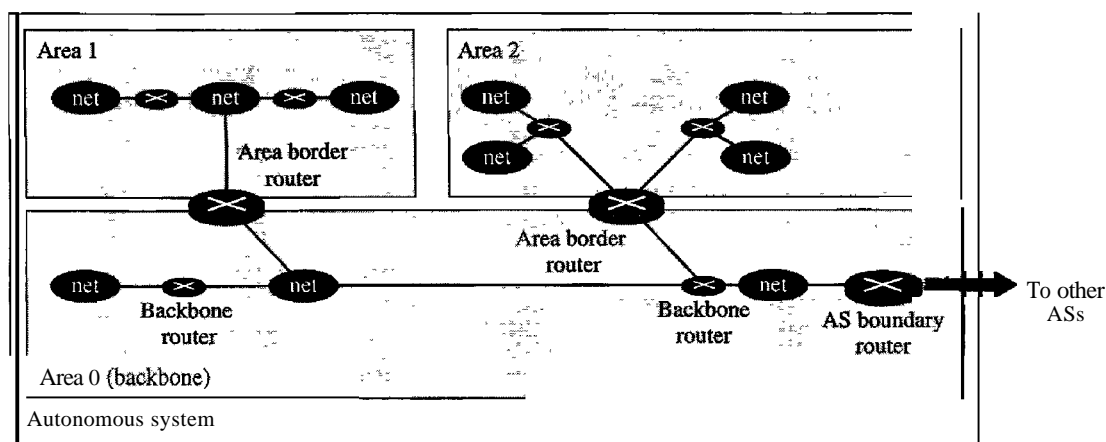 Area 1
Area 2
net
net
net
net
net
net
net
Area border
router
Area border
router
net
net
net
Backbone
router
Backbone
router
AS boundary
router
To other
ASs
Area 0 (backbone)
Autonomous system